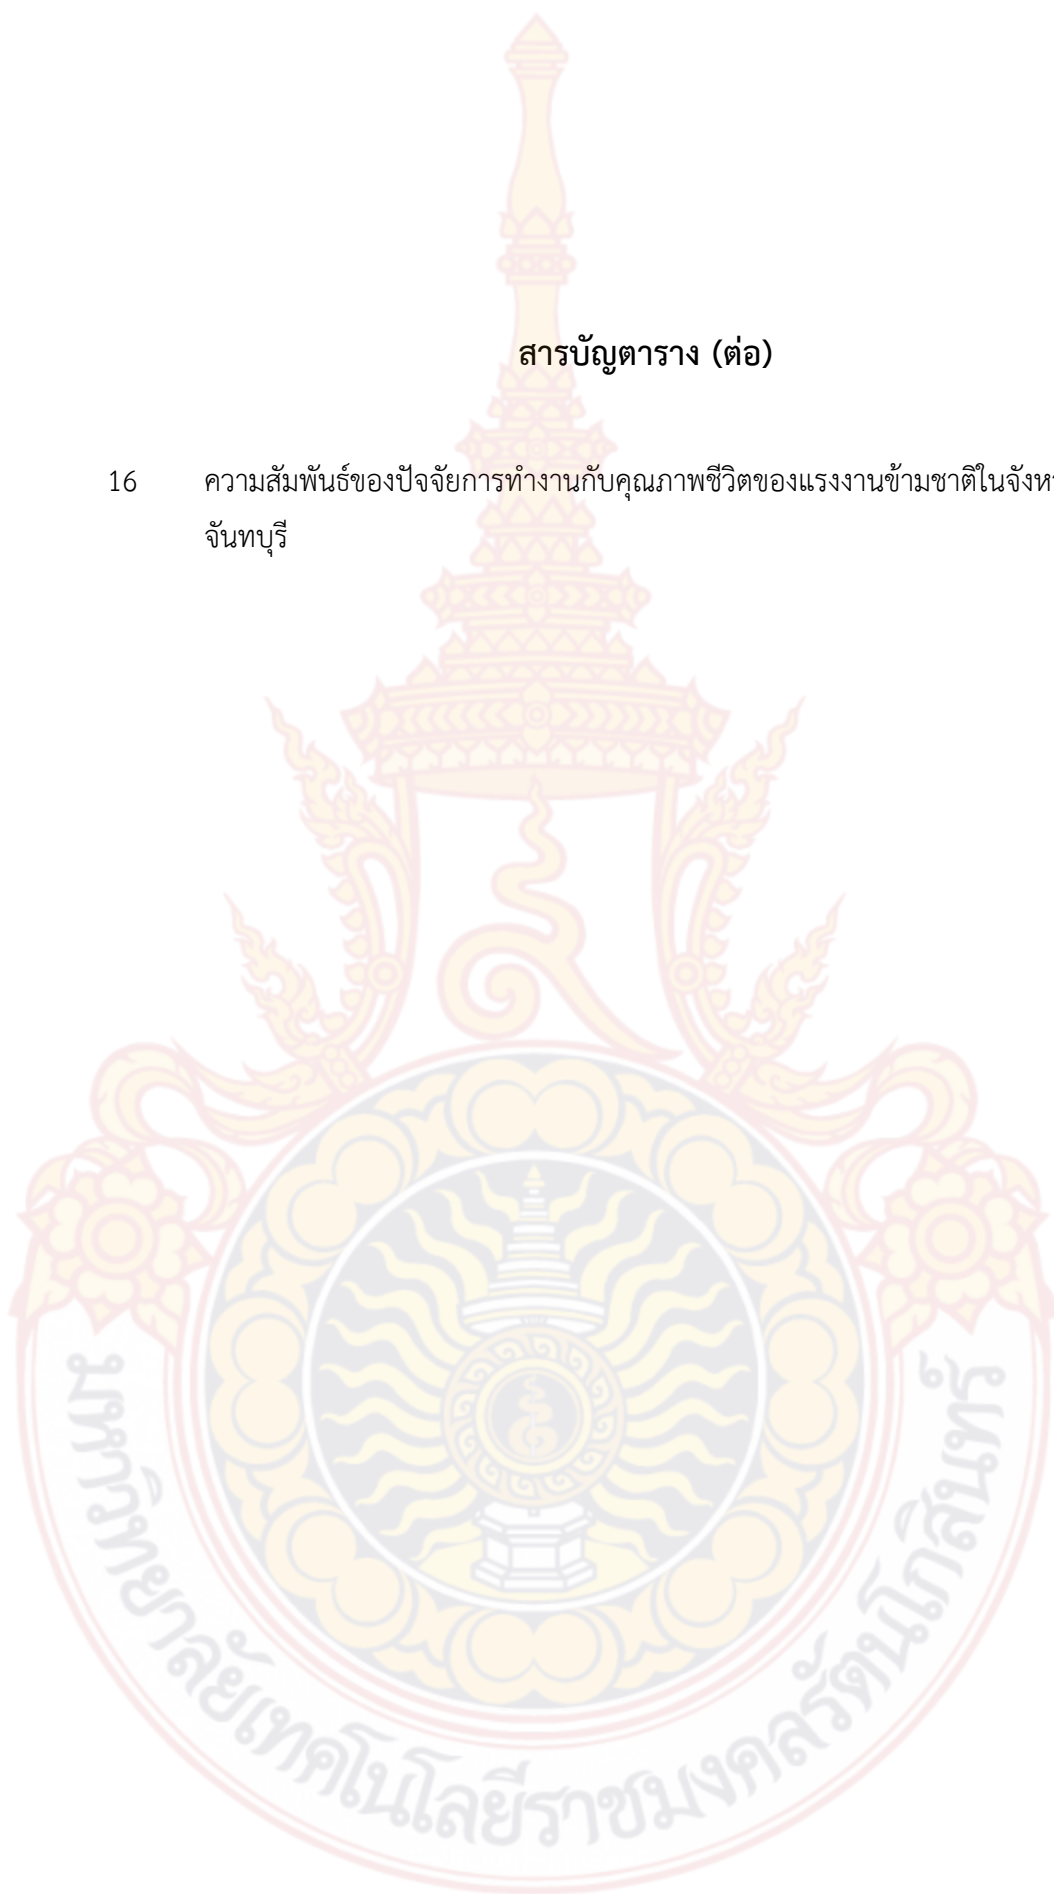 สารบัญตาราง (ต่อ)
16 ความสัมพันธ์ของปัจจัยการทำงานกับคุณภาพชีวิตของแรงงานข้ามชาติในจังห
จันทบุรี
มหาวิทยาลัยเทคโนโลยีราชมงคลรัตนโกสินทร์